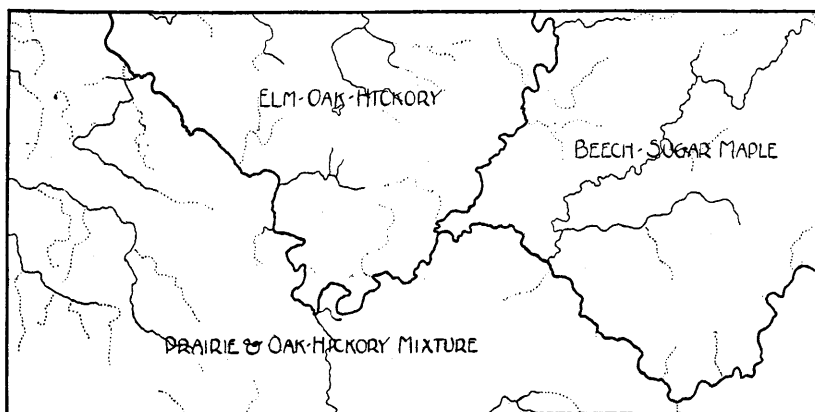 ELM-OAK-HICKORY
BEECH-SUGAR MAPLE
PRAIRIE & OAK-HICKORY MIXTURE